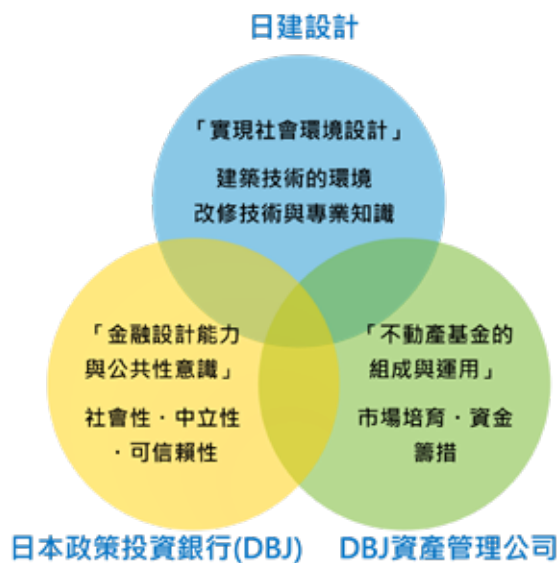 日建設計
「實現社會環境設計」
建築技術的環境
改修技術與專業知識
「金融設計能力
與公共性意識」
社會性・中立性
・可信賴性
「不動產基金的
組成與運用」
市場培育・資金
籌措
日本政策投資銀行(DBJ)
DBJ資產管理公司